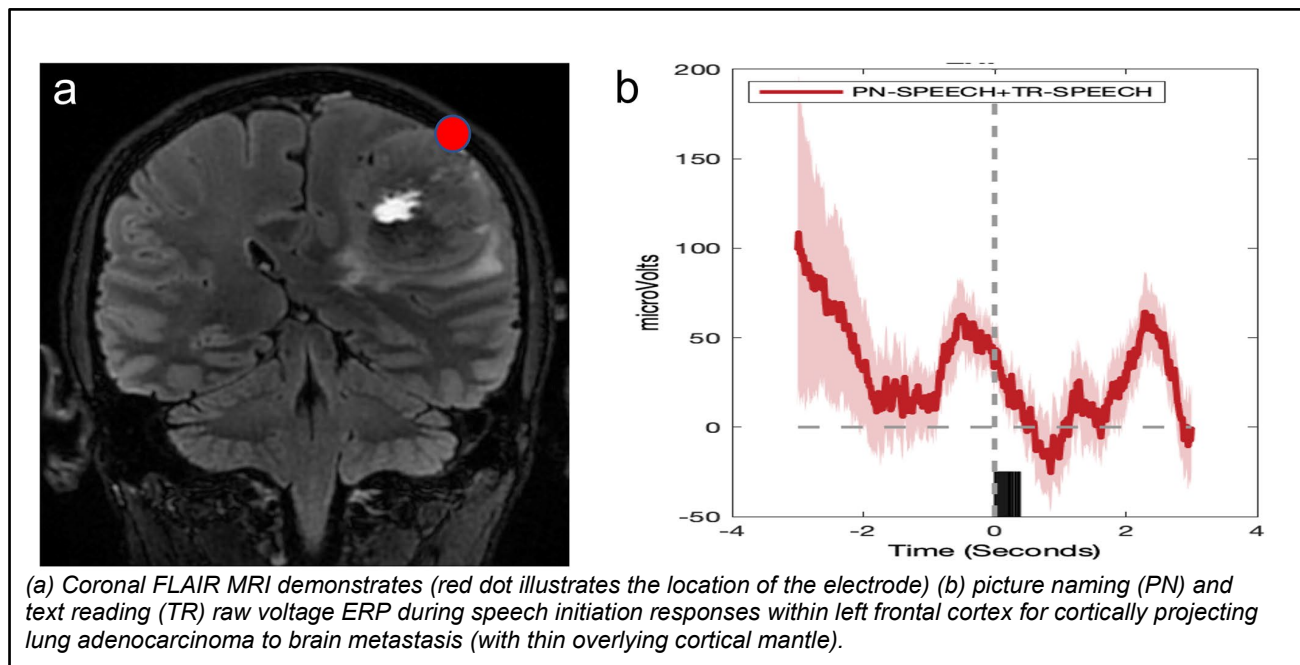 a
b
PN-SPEECH+TR-SPEECH
200
150
100
50
0
-50
microVolts
-4 -2 0 2 4
Time (Seconds)
(a) Coronal FLAIR MRI demonstrates (red dot illustrates the location of the electrode) (b) picture naming (PN) and
text reading (TR) raw voltage ERP during speech initiation responses within left frontal cortex for cortically projecting
lung adenocarcinoma to brain metastasis (with thin overlying cortical mantle).